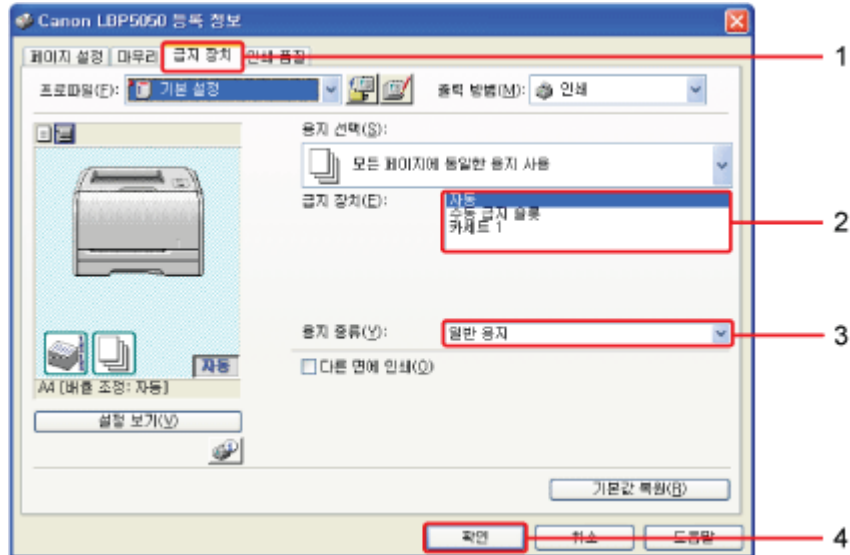 Canon LBP5050 등록 정보
페이지 설정 마무리 급지 장치 인쇄 품질 1
프로파일(F): 기본 설정 출력 방법(M): 인쇄
용지 선택(S):
모든 페이지에 동일한 용지 사용
급지 장치(E): 자동
수동 급지 슬롯 2
카세트 1
용지 종류(Y): 일반 용지 3
자동 다른 면에 인쇄(O)
A4 [배율 조정: 자동]
설정 보기(V)
기본값 복원(R)
확인 취소 도움말 4